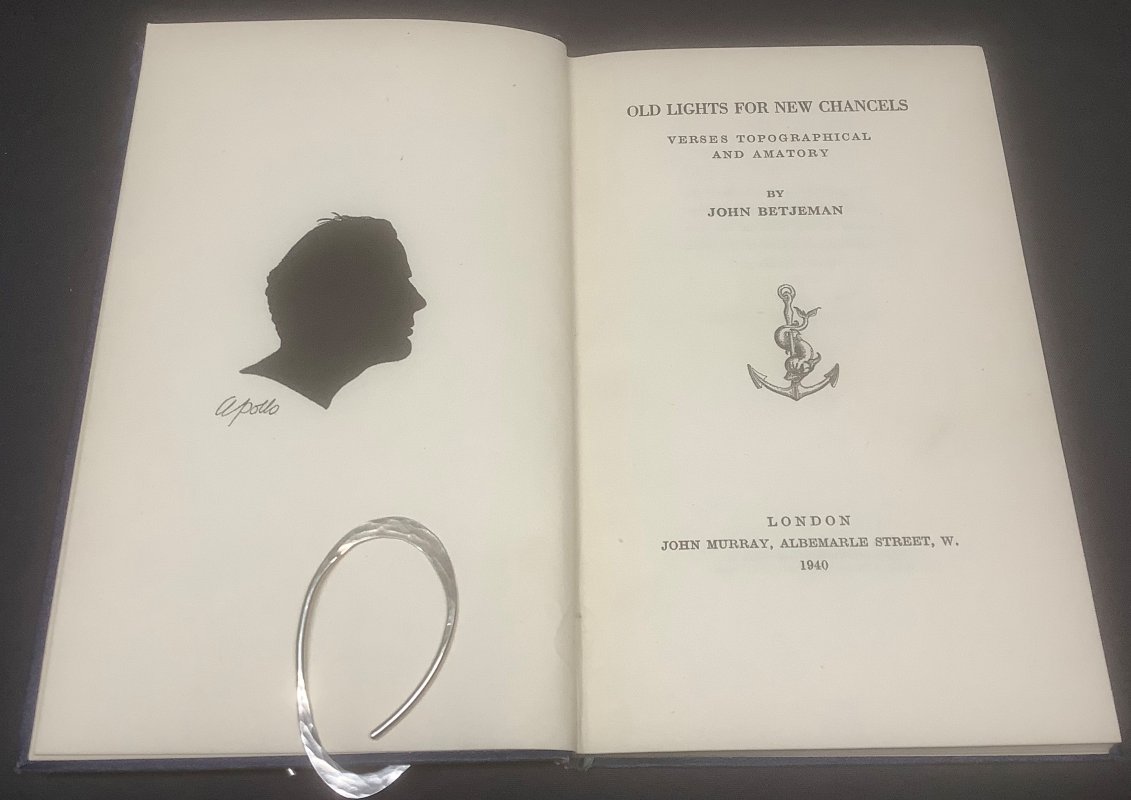 Apollo
OLD LIGHTS FOR NEW CHANCELS
VERSES TOPOGRAPHICAL
AND AMATORY
BY
JOHN BETJEMAN
LONDON
JOHN MURRAY, ALBEMARLE STREET, W.
1940